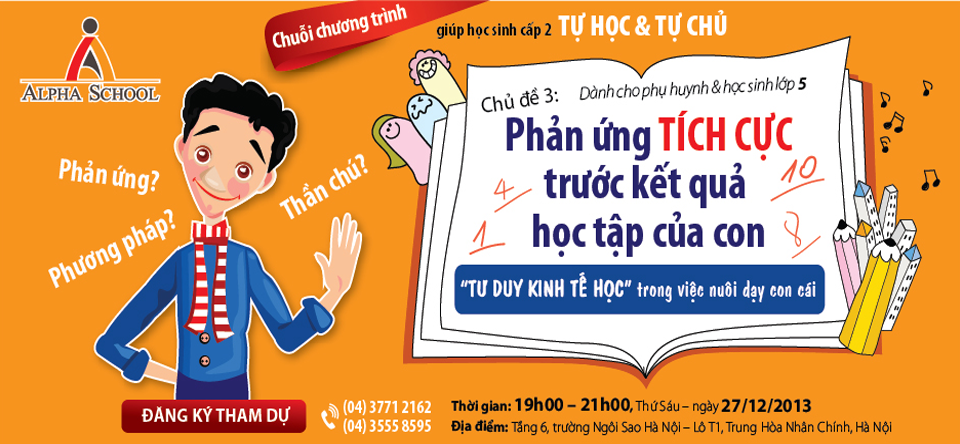 ALPHA SCHOOL
Chuỗi chương trình
giúp học sinh cấp 2 TỰ HỌC & TỰ CHỦ
Chủ đề 3: Dành cho phụ huynh & học sinh lớp 5
Phản ứng TÍCH CỰC
trước kết quả
học tập của con
4
10
1
8
"TƯ DUY KINH TẾ HỌC" trong việc nuôi dạy con cái
Phản ứng?
Thần chú?
Phương pháp?
ĐĂNG KÝ THAM DỰ
(04) 3771 2162
(04) 3555 8595
Thời gian: 19h00 – 21h00, Thứ Sáu – ngày 27/12/2013
Địa điểm: Tầng 6, trường Ngôi Sao Hà Nội – Lô T1, Trung Hòa Nhân Chính, Hà Nội